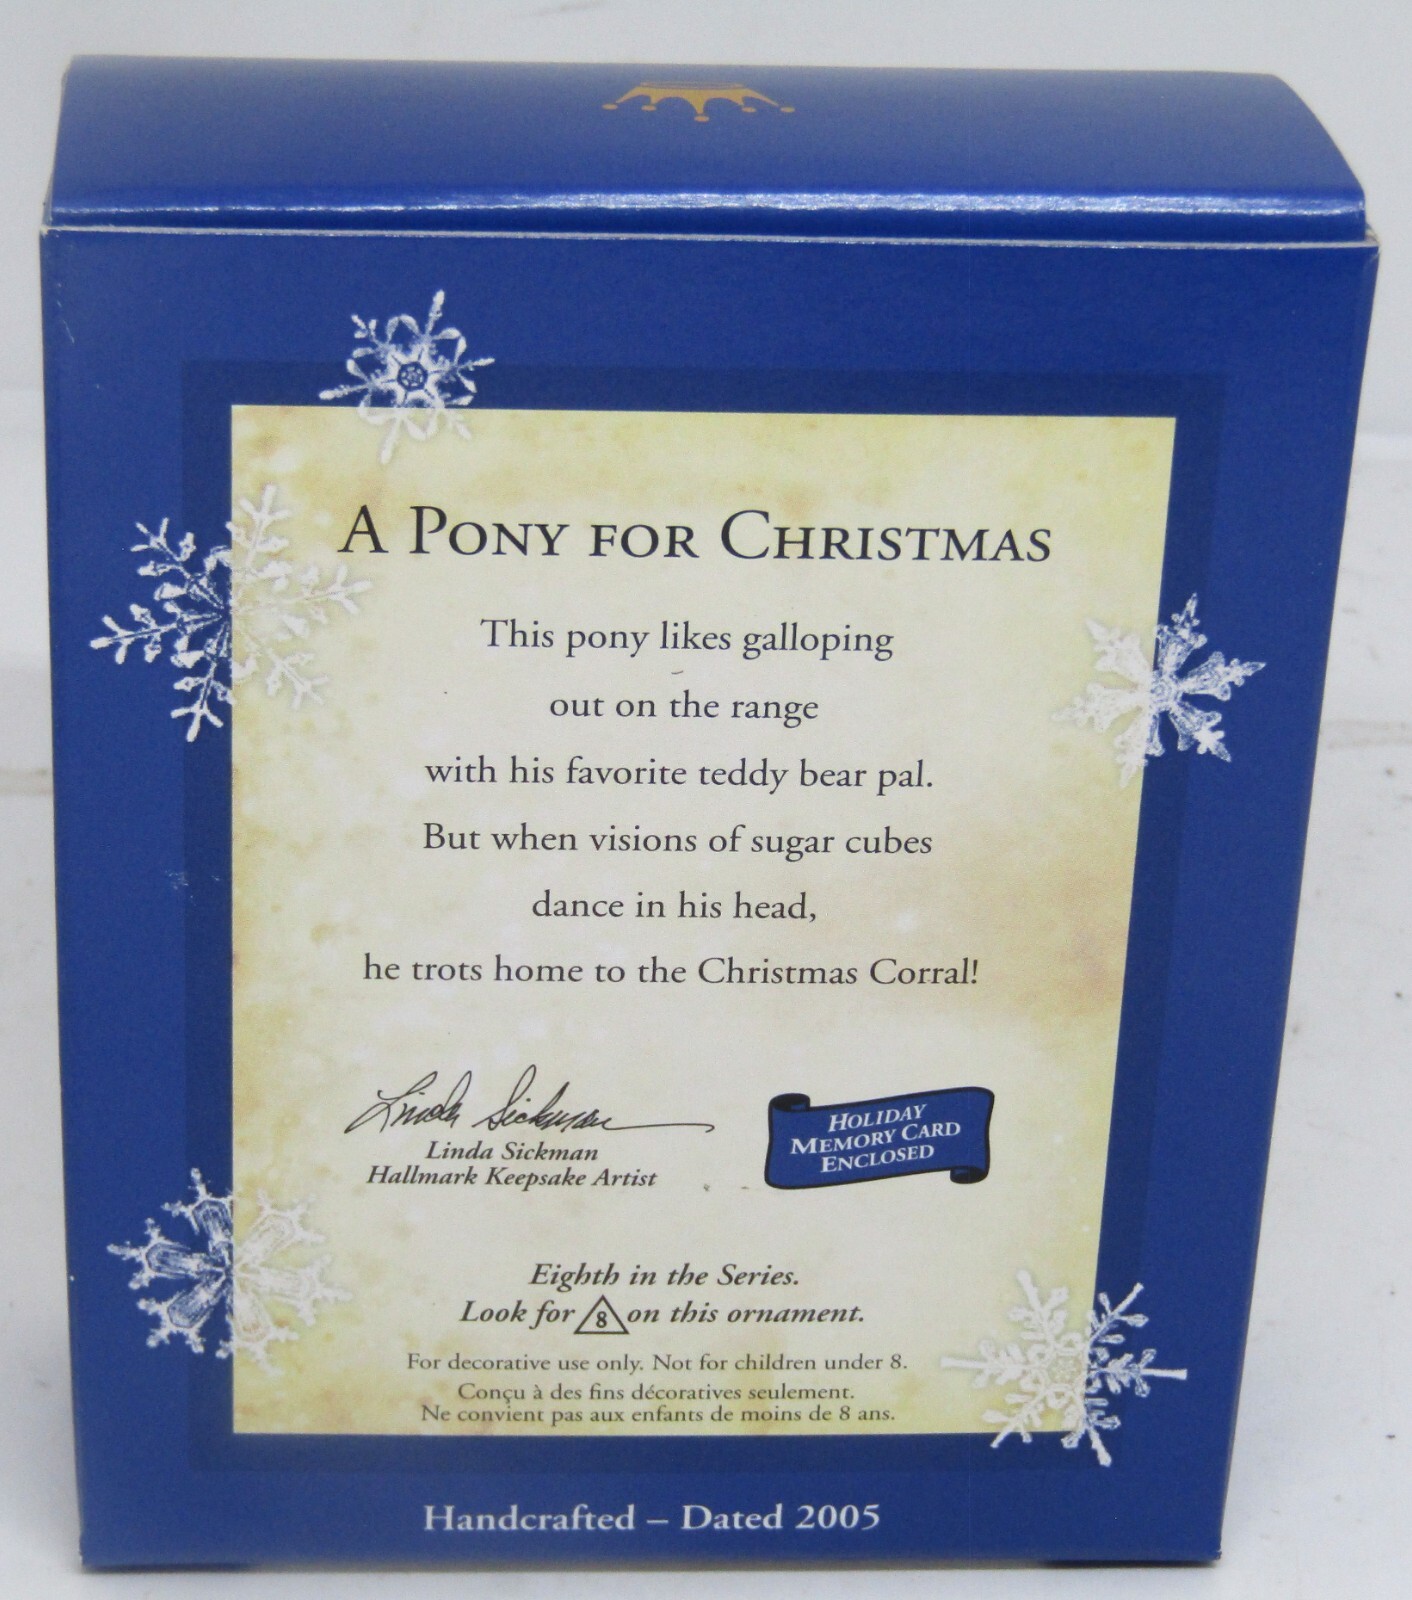 A Pony for Christmas
This pony likes galloping
out on the range
with his favorite teddy bear pal.
But when visions of sugar cubes
dance in his head,
he trots home to the Christmas Corral!
Linda Sickman
Linda Sickman
Hallmark Keepsake Artist
Holiday
Memory Card
Enclosed
Eighth in the Series.
Look for 8 on this ornament.
For decorative use only. Not for children under 8.
Conçu à des fins décoratives seulement.
Ne convient pas aux enfants de moins de 8 ans.
Handcrafted – Dated 2005